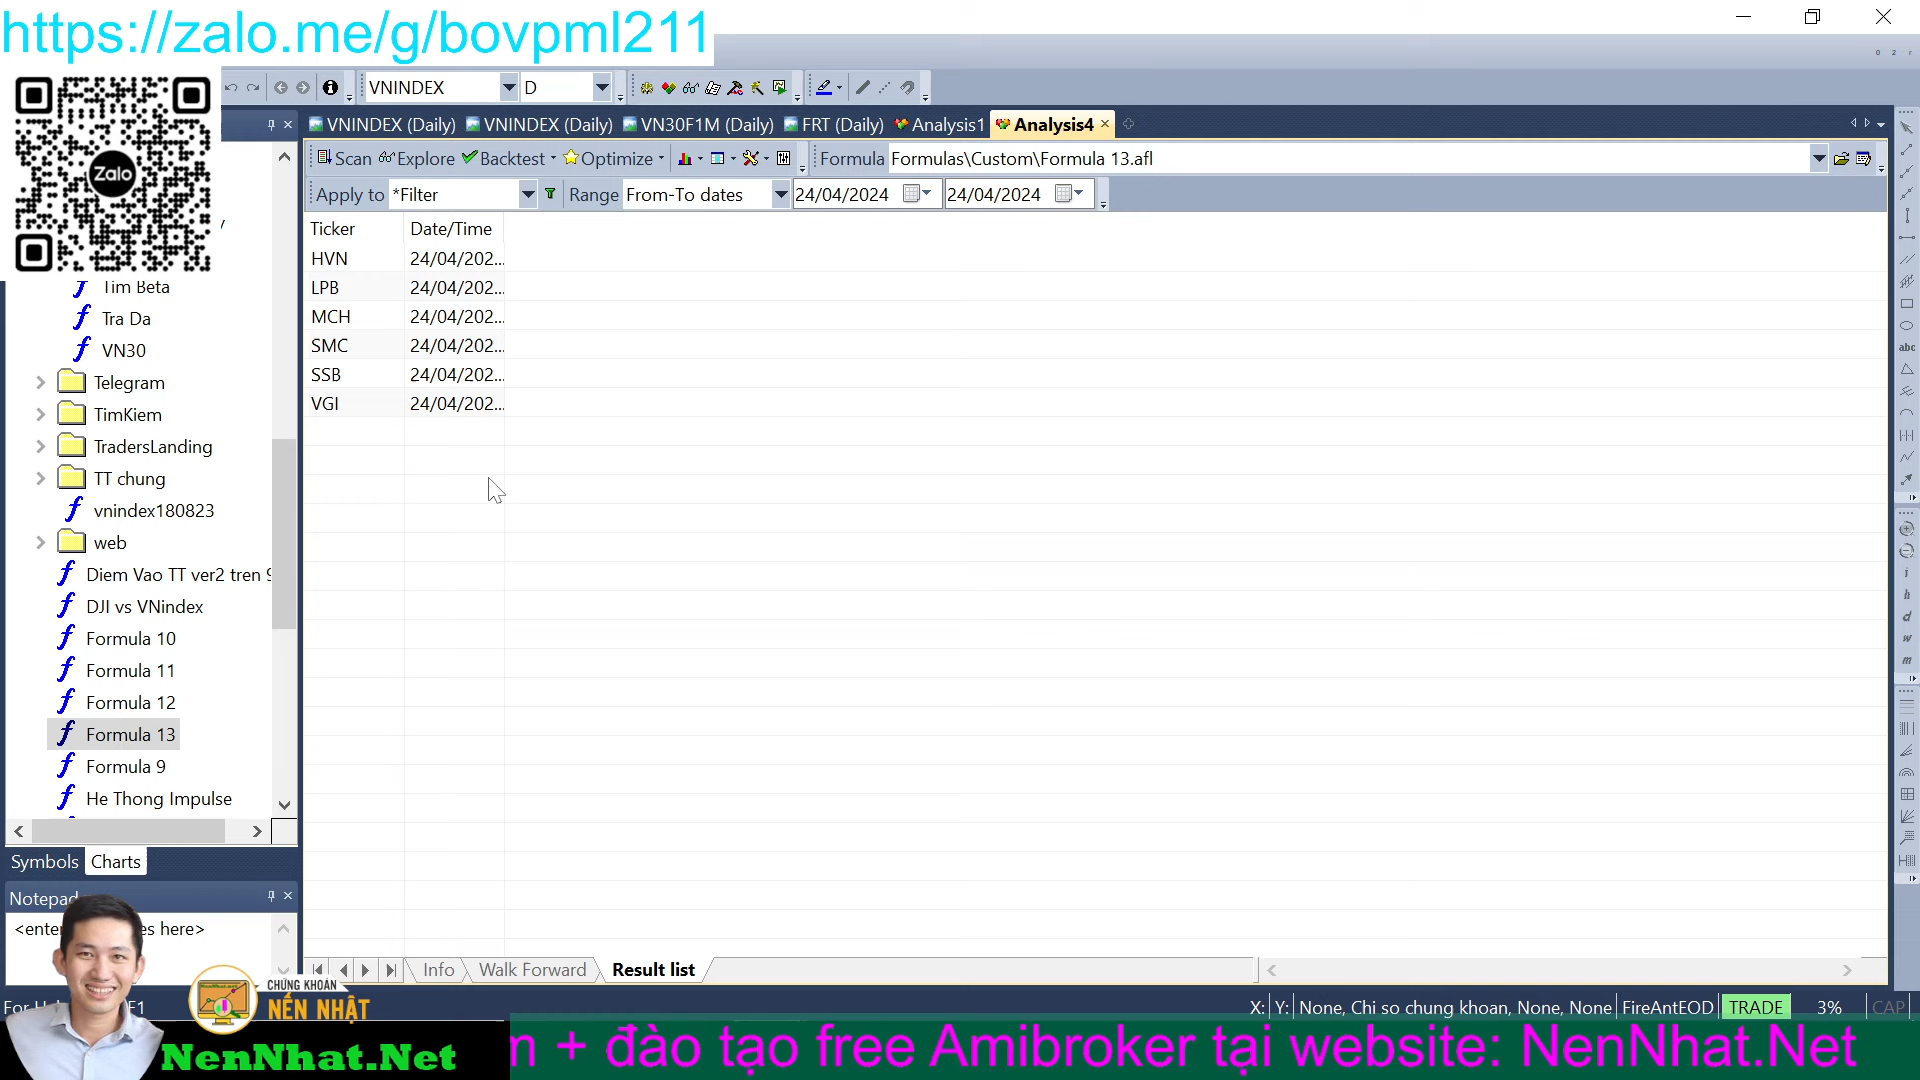 https://zalo.me/g/bovpml211
VNINDEX D
VNINDEX (Daily) VNINDEX (Daily) VN30F1M (Daily) FRT (Daily) Analysis1 Analysis4
Scan Explore Backtest Optimize Formula Formulas\Custom\Formula 13.afl
Apply to *Filter Range From-To dates 24/04/2024 24/04/2024
Zalo
Ticker Date/Time
HVN 24/04/202...
LPB 24/04/202...
MCH 24/04/202...
SMC 24/04/202...
SSB 24/04/202...
VGI 24/04/202...
Tim Beta
Tra Da
VN30
Telegram
TimKiem
TradersLanding
TT chung
vnindex180823
web
Diem Vao TT ver2 tren
DJI vs VNindex
Formula 10
Formula 11
Formula 12
Formula 13
Formula 9
He Thong Impulse
Symbols Charts
Notepad
<enter es here>
Info Walk Forward Result list
For F1
X: Y: None, Chi so chung khoan, None, None FireAntEOD TRADE 3% CAP
CHỨNG KHOÁN
NẾN NHẬT
NenNhat.Net
+ đào tạo free Amibroker tại website: NenNhat.Net
abc
i
h
d
w
m